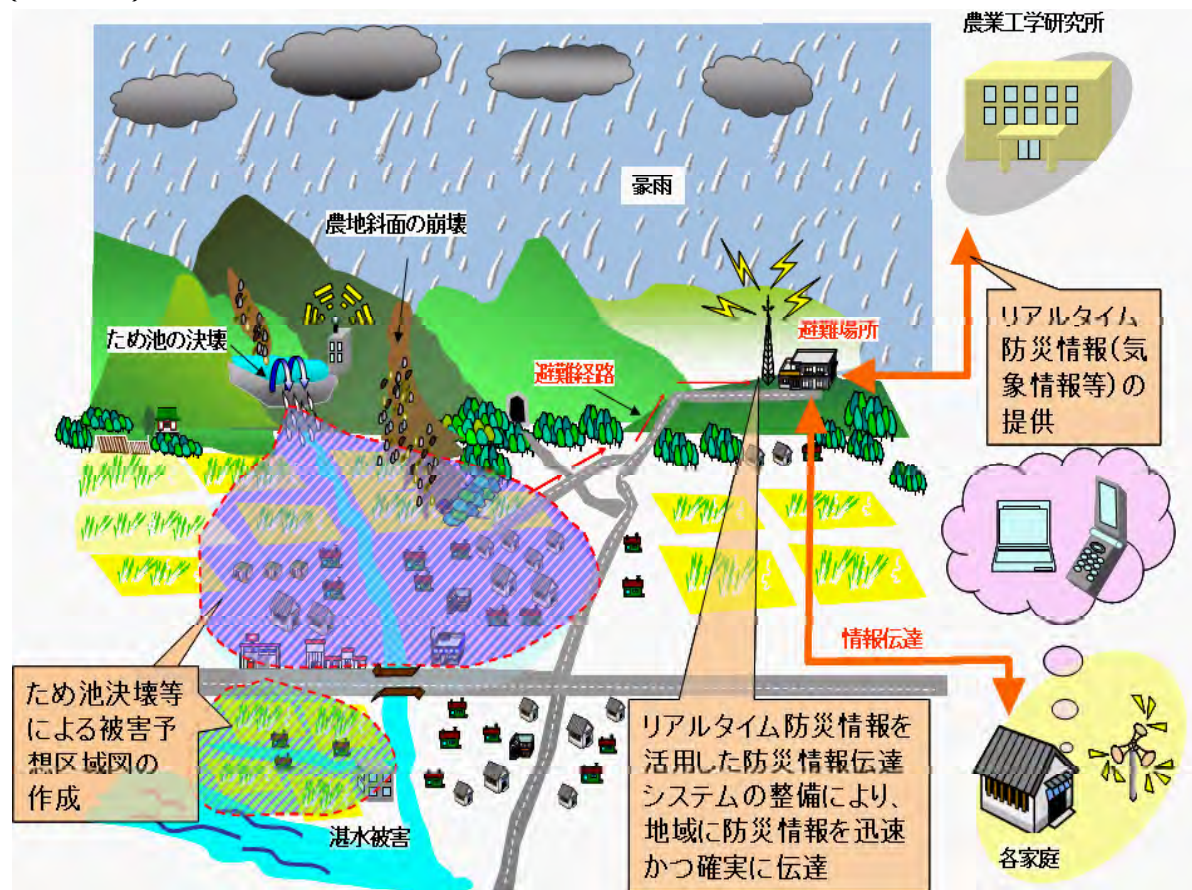 農業工学研究所
豪雨
農地斜面の崩壊
ため池の決壊
避難場所
避難経路
リアルタイム
防災情報(気
象情報等)の
提供
情報伝達
ため池決壊等
による被害予
想区域図の
作成
湛水被害
リアルタイム防災情報を
活用した防災情報伝達
システムの整備により、
地域に防災情報を迅速
かつ確実に伝達
各家庭